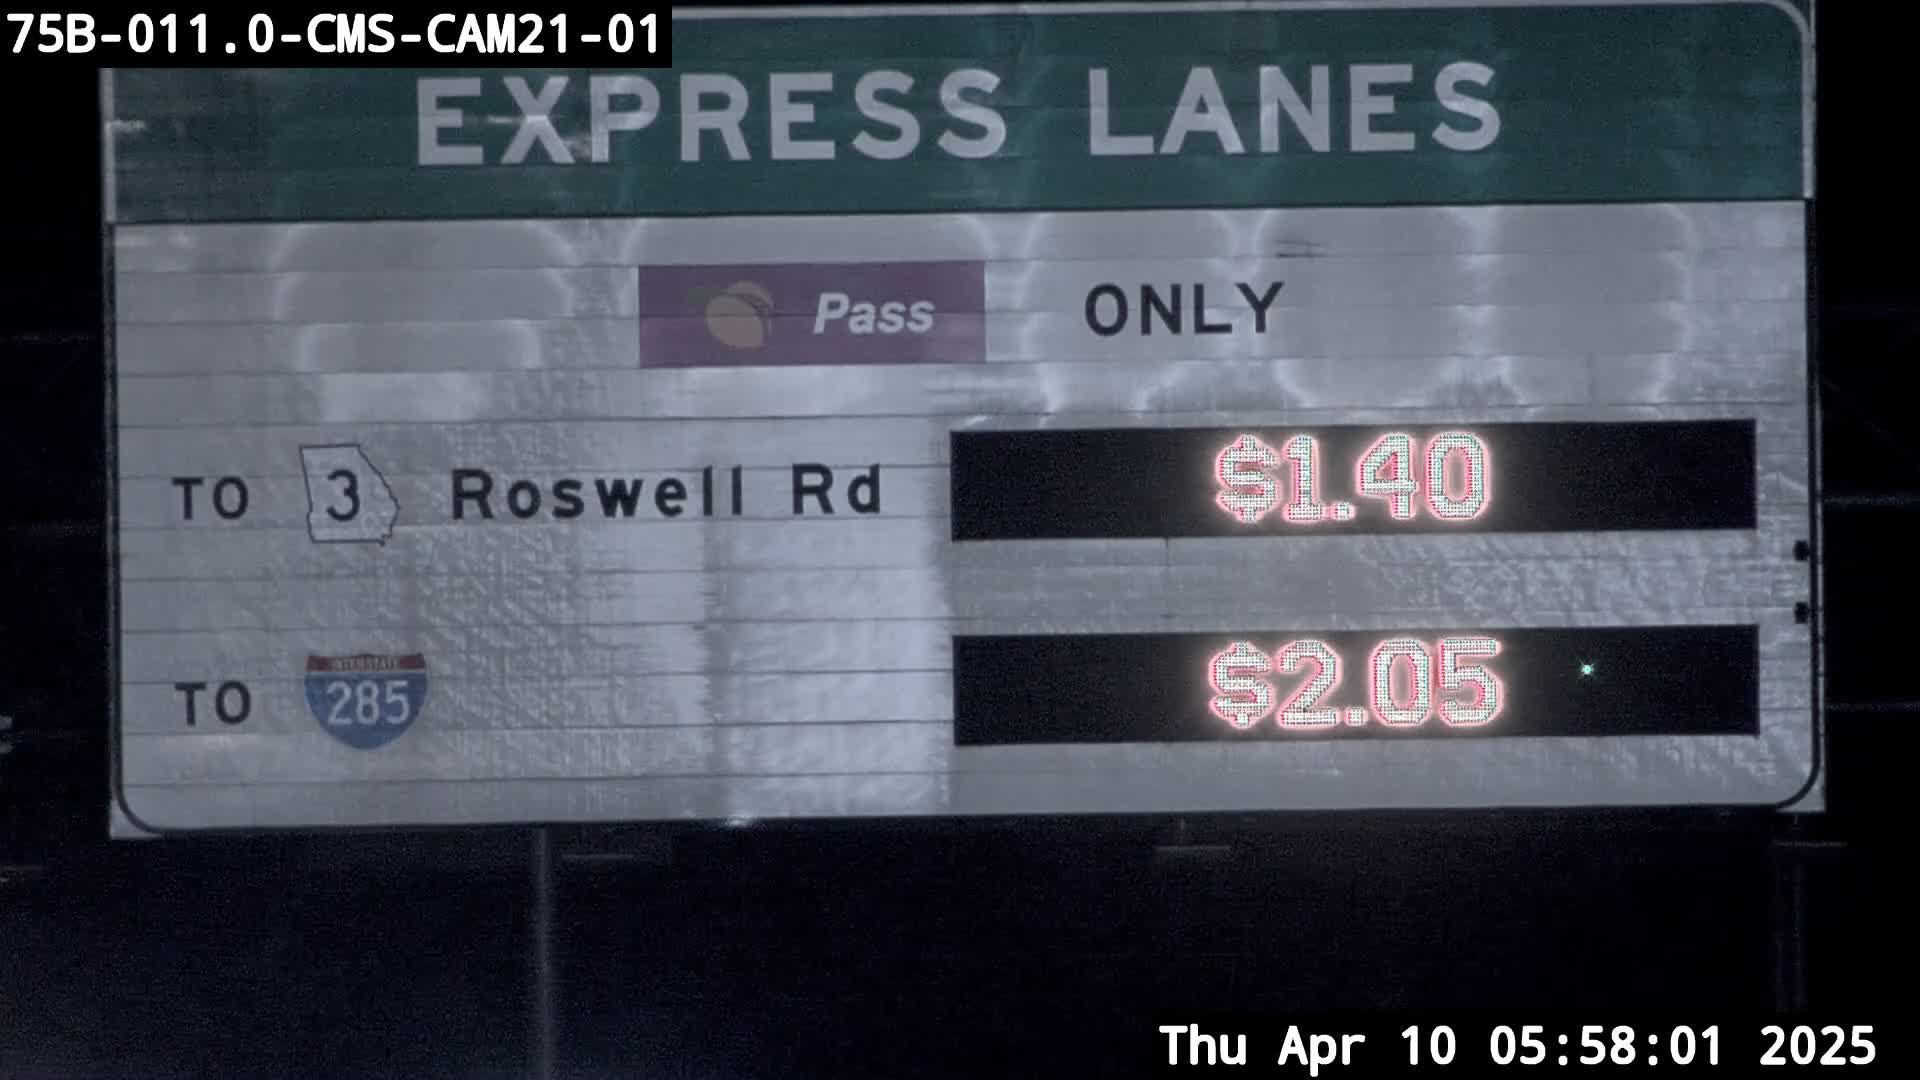 75B-011.0-CMS-CAM21-01
EXPRESS LANES
Pass ONLY
TO 3 Roswell Rd $1.40
INTERSTATE
TO 285 $2.05
Thu Apr 10 05:58:01 2025